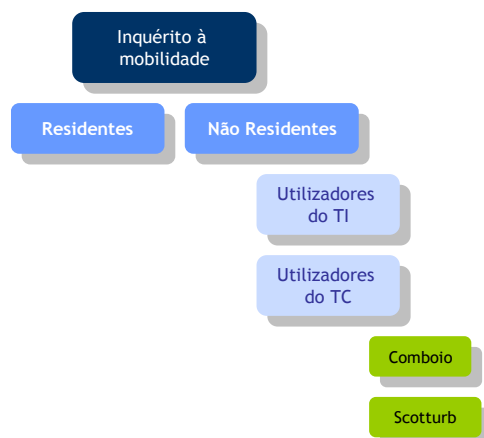 Inquérito à
mobilidade
Residentes
Não Residentes
Utilizadores
do TI
Utilizadores
do TC
Comboio
Scotturb